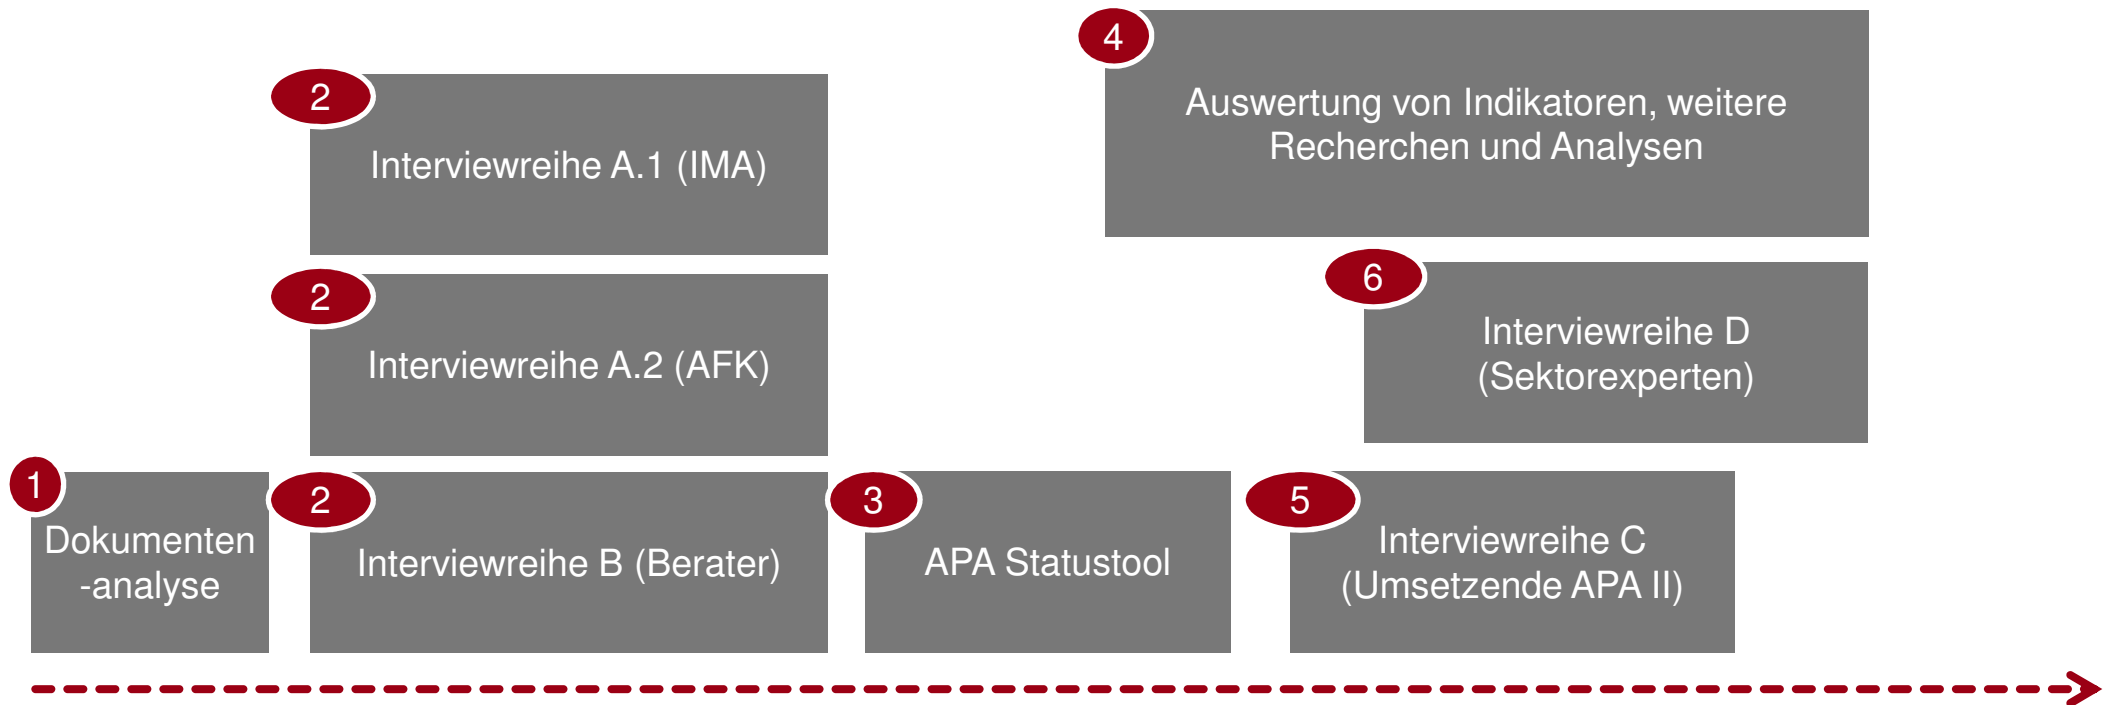 1
Dokumenten
-analyse
2
Interviewreihe A.1 (IMA)
2
Interviewreihe A.2 (AFK)
2
Interviewreihe B (Berater)
3
APA Statustool
4
Auswertung von Indikatoren, weitere
Recherchen und Analysen
5
Interviewreihe C
(Umsetzende APA II)
6
Interviewreihe D
(Sektorexperten)